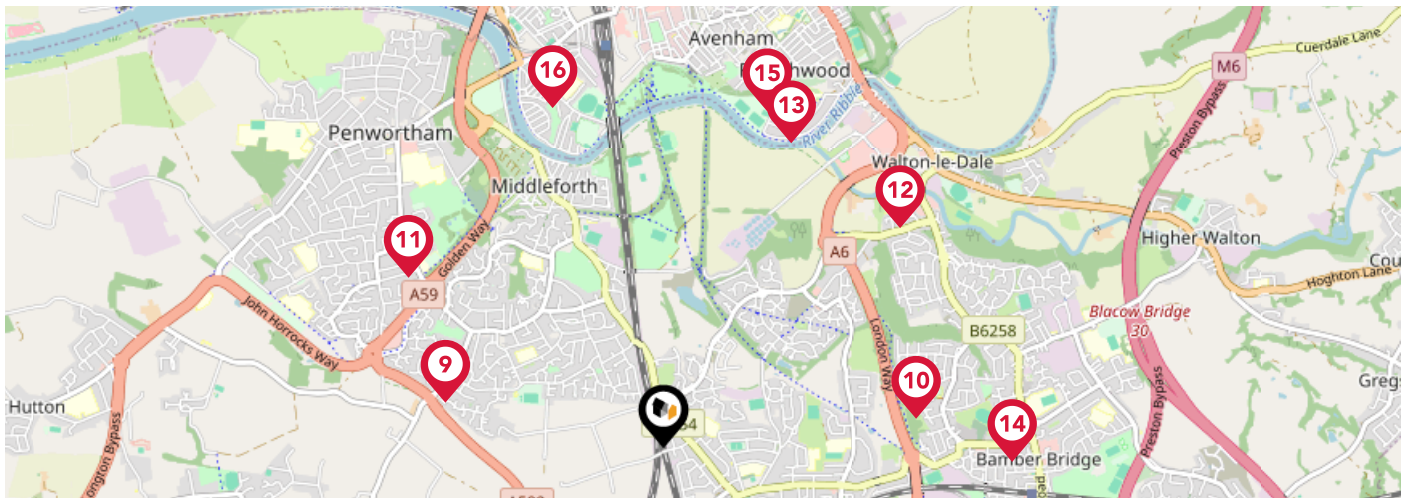 Avenham
Cuerdale Lane
M6
16
15
13
River Ribble
Preston Bypass
Penwortham
Walton-le-Dale
Middleforth
12
11
Golden Way
A6
Higher Walton
Hoghton Lane
A59
John Horrocks Way
Blacow Bridge
30
B6258
London Way
9
10
Hutton
14
Preston Bypass
Bamber Bridge